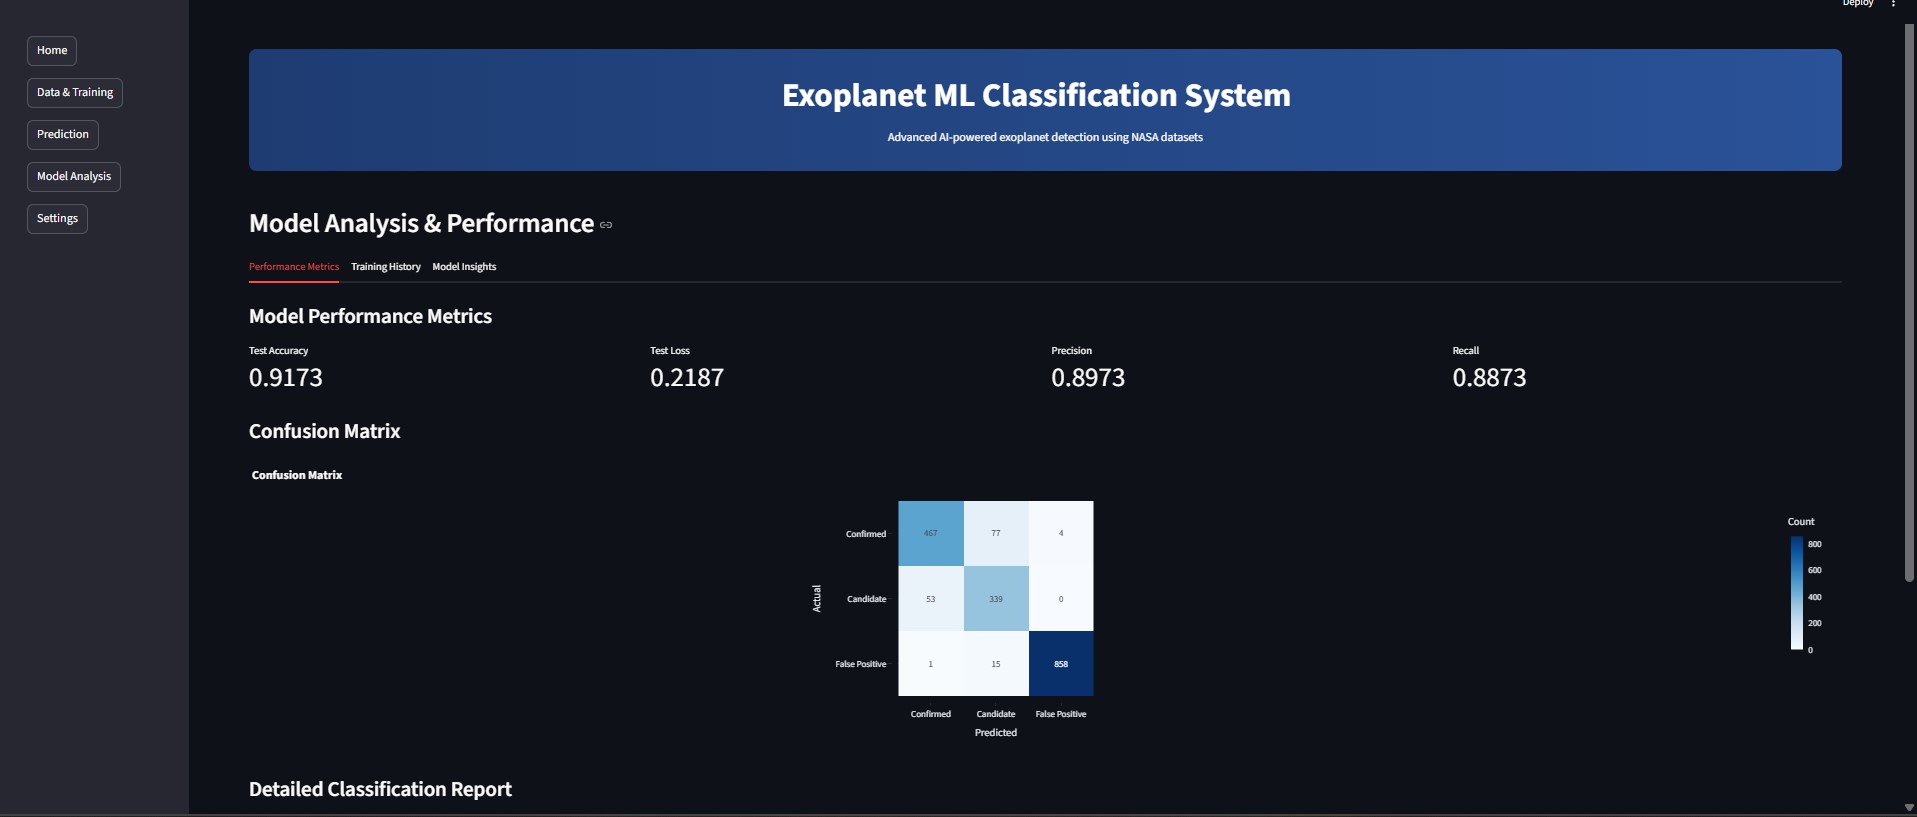 Deploy
Home
Data & Training
Prediction
Model Analysis
Settings
Exoplanet ML Classification System
Advanced AI-powered exoplanet detection using NASA datasets
Model Analysis & Performance
Performance Metrics Training History Model Insights
Model Performance Metrics
Test Accuracy Test Loss Precision Recall
0.9173 0.2187 0.8973 0.8873
Confusion Matrix
Confusion Matrix
Confirmed 467 77 4
Candidate 53 339 0
False Positive 1 15 858
Confirmed Candidate False Positive
Predicted
Actual
Count
800
600
400
200
0
Detailed Classification Report